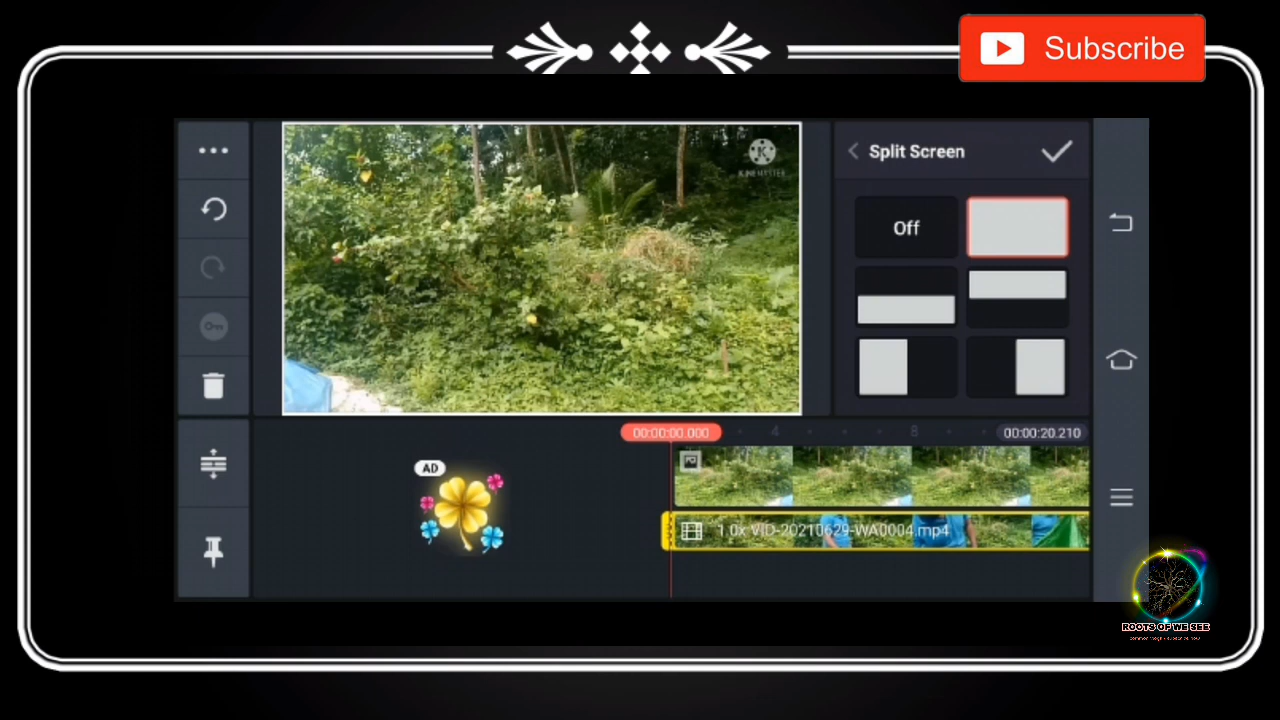 Subscribe
KINEMASTER
Split Screen
Off
00:00:00.000
4
8
00:00:20.210
AD
1.0x VID-20210629-WA0004.mp4
ROOTS OF WE SEE